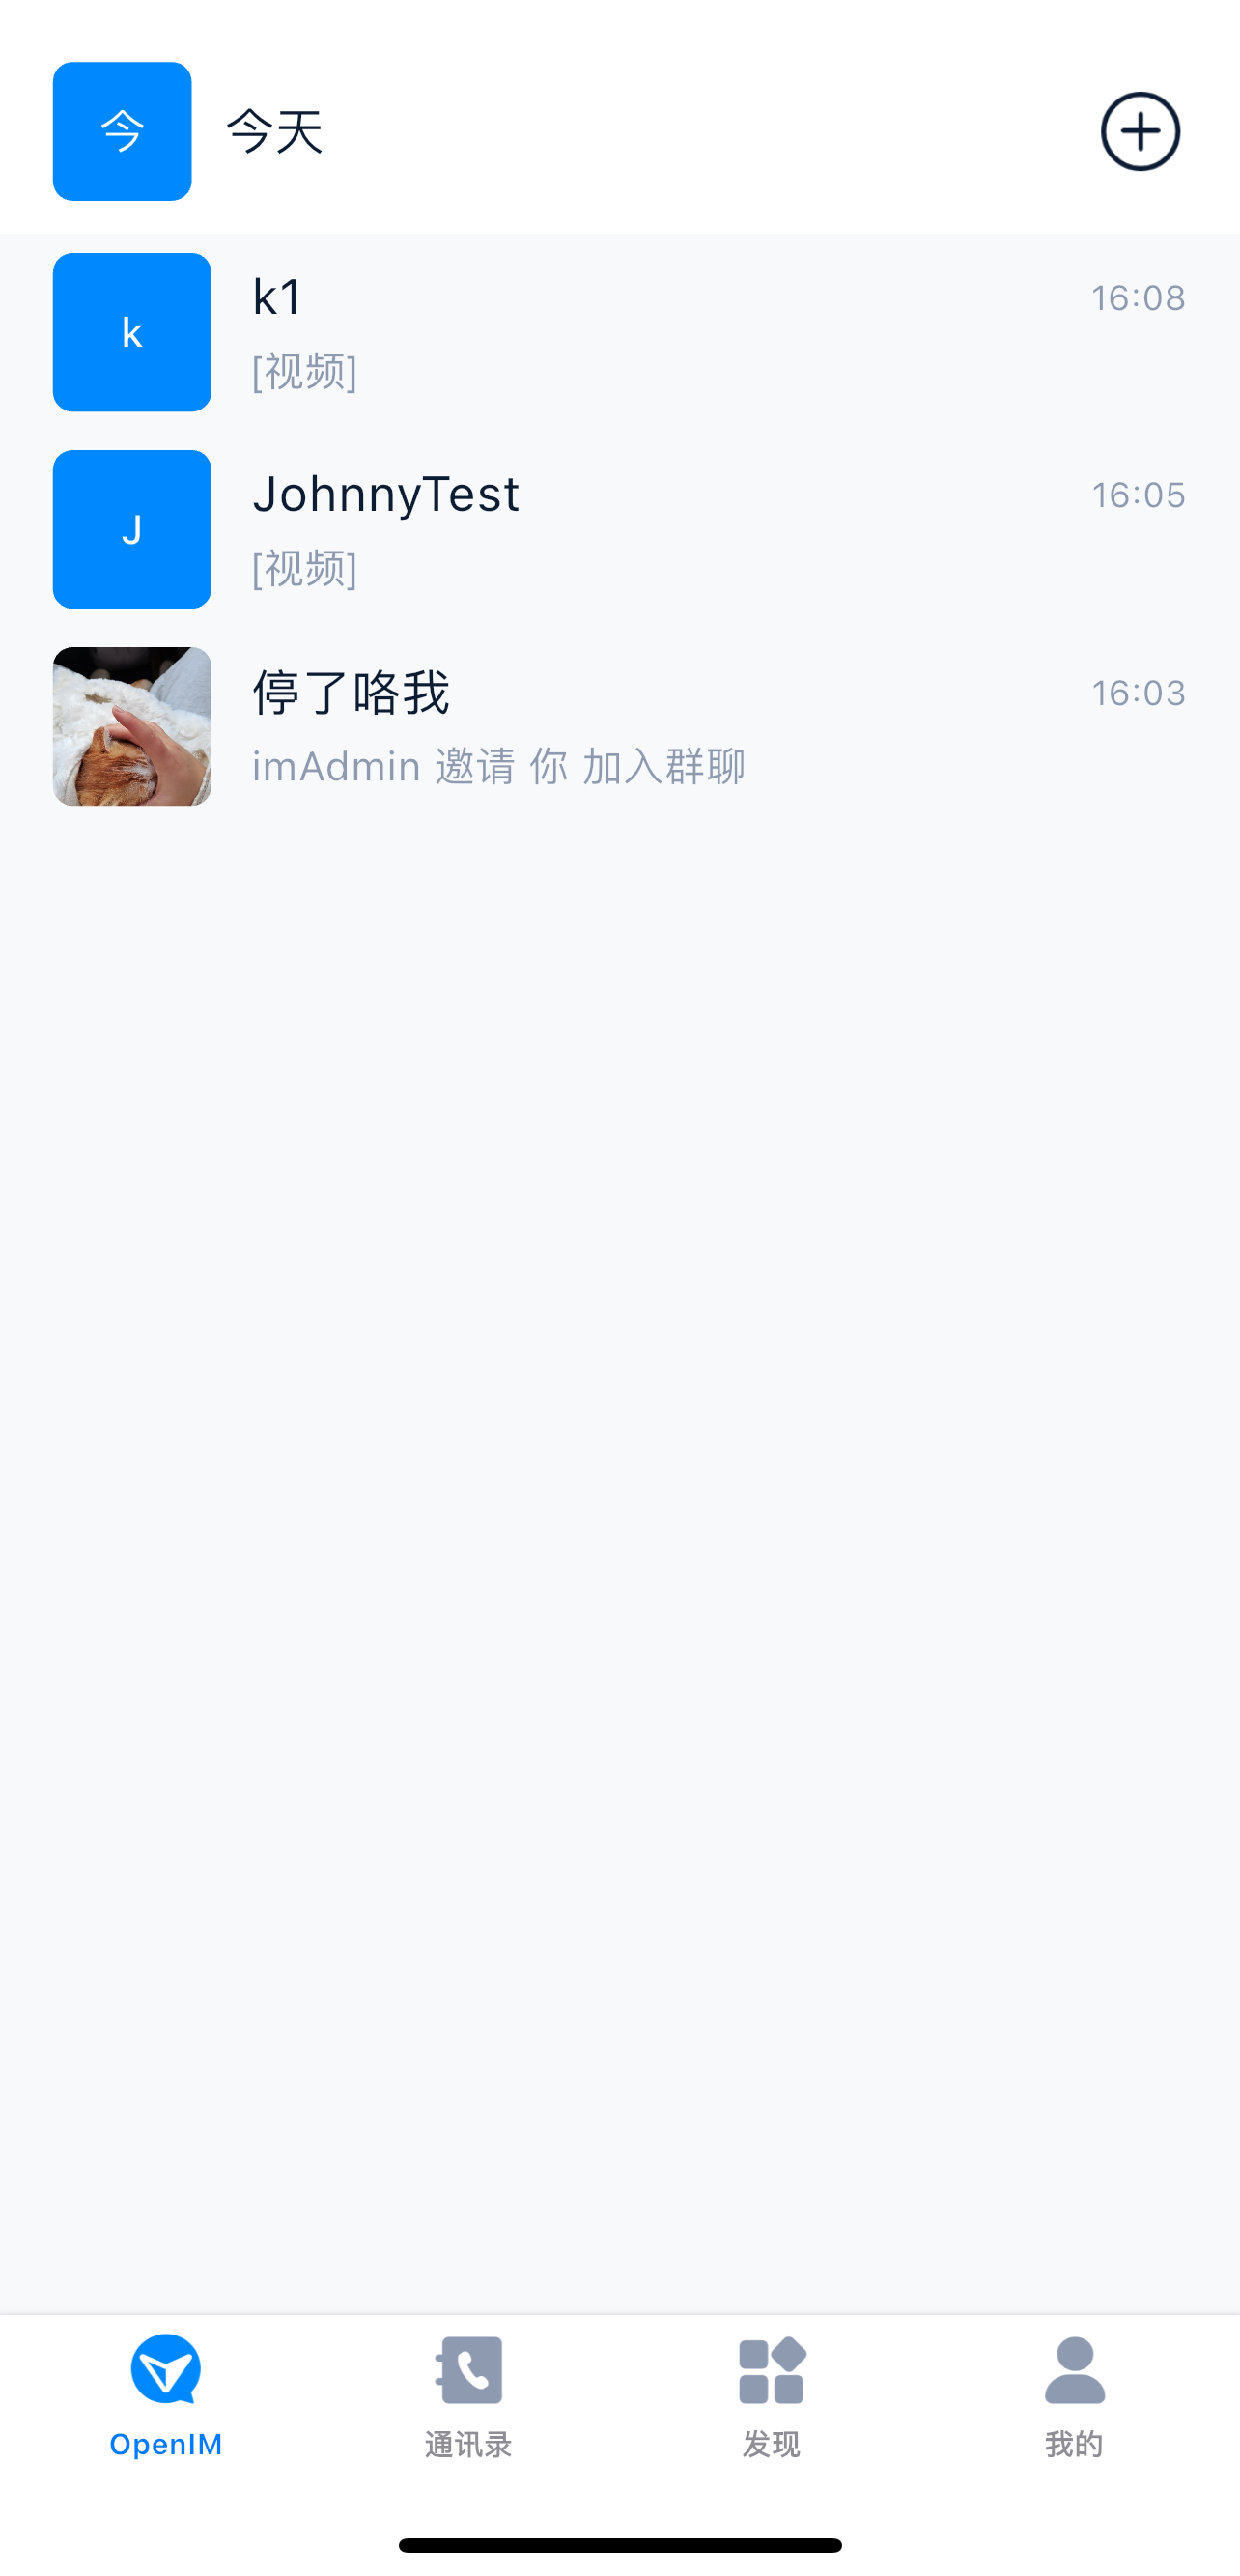 今 今天
k k1 16:08
[视频]
J JohnnyTest 16:05
[视频]
停了咯我 16:03
imAdmin 邀请 你 加入群聊
OpenIM 通讯录 发现 我的